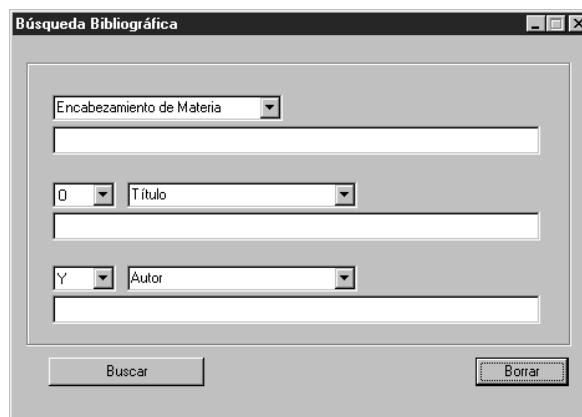 Búsqueda Bibliográfica
Encabezamiento de Materia
O Título
Y Autor
Buscar Borrar